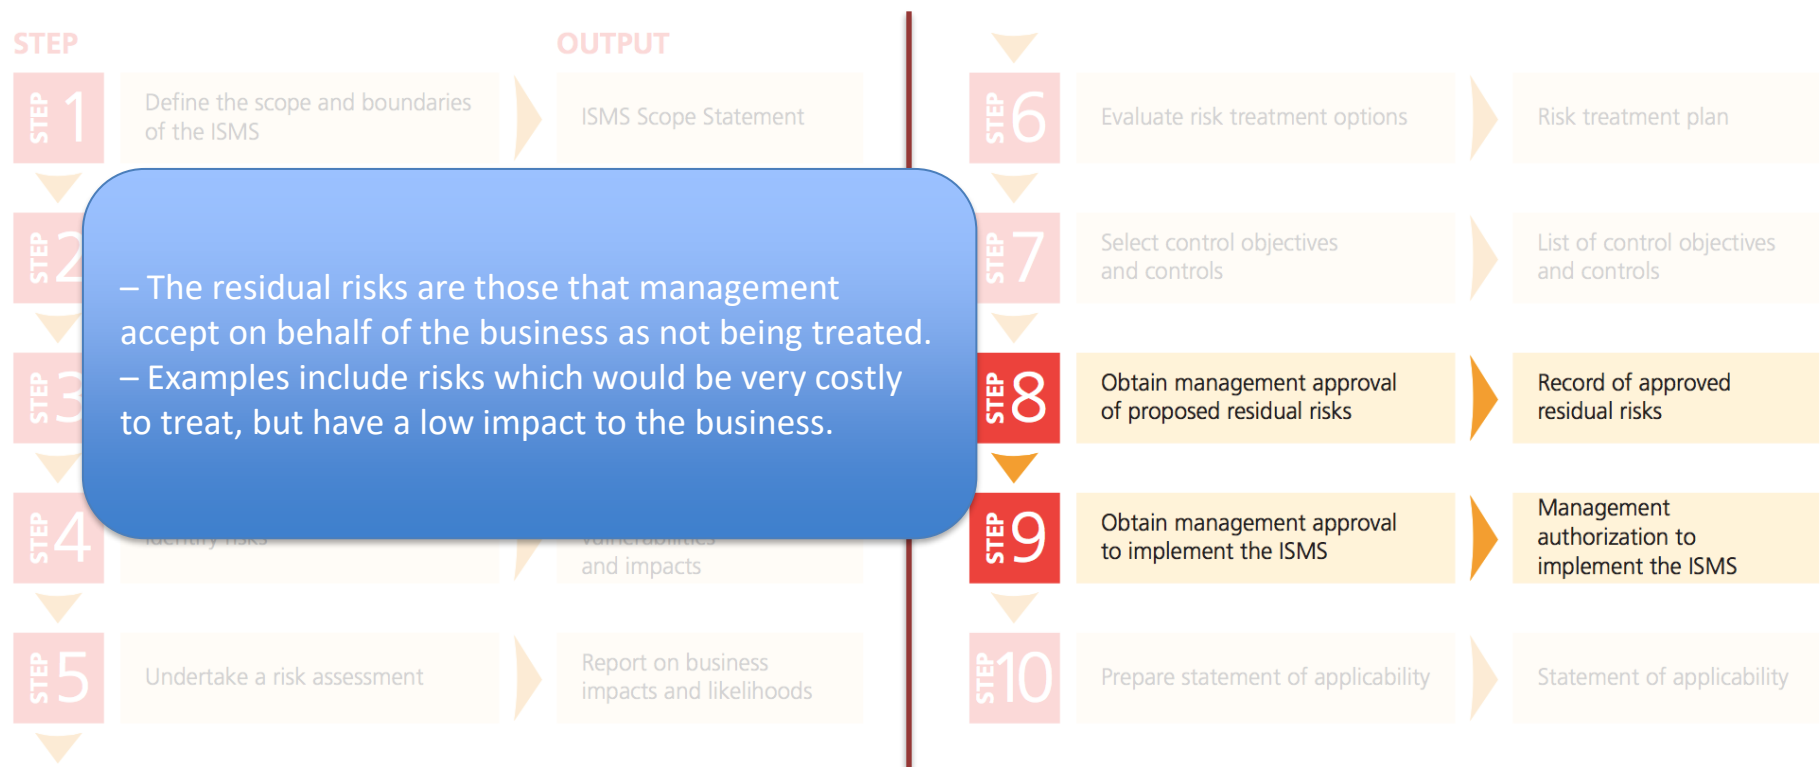 STEP
OUTPUT
STEP 1
Define the scope and boundaries
of the ISMS
ISMS Scope Statement
STEP 2
STEP 3
STEP 4
and impacts
STEP 5
Undertake a risk assessment
Report on business
impacts and likelihoods
– The residual risks are those that management
accept on behalf of the business as not being treated.
– Examples include risks which would be very costly
to treat, but have a low impact to the business.
STEP 6
Evaluate risk treatment options
Risk treatment plan
STEP 7
Select control objectives
and controls
List of control objectives
and controls
STEP 8
Obtain management approval
of proposed residual risks
Record of approved
residual risks
STEP 9
Obtain management approval
to implement the ISMS
Management
authorization to
implement the ISMS
STEP 10
Prepare statement of applicability
Statement of applicability